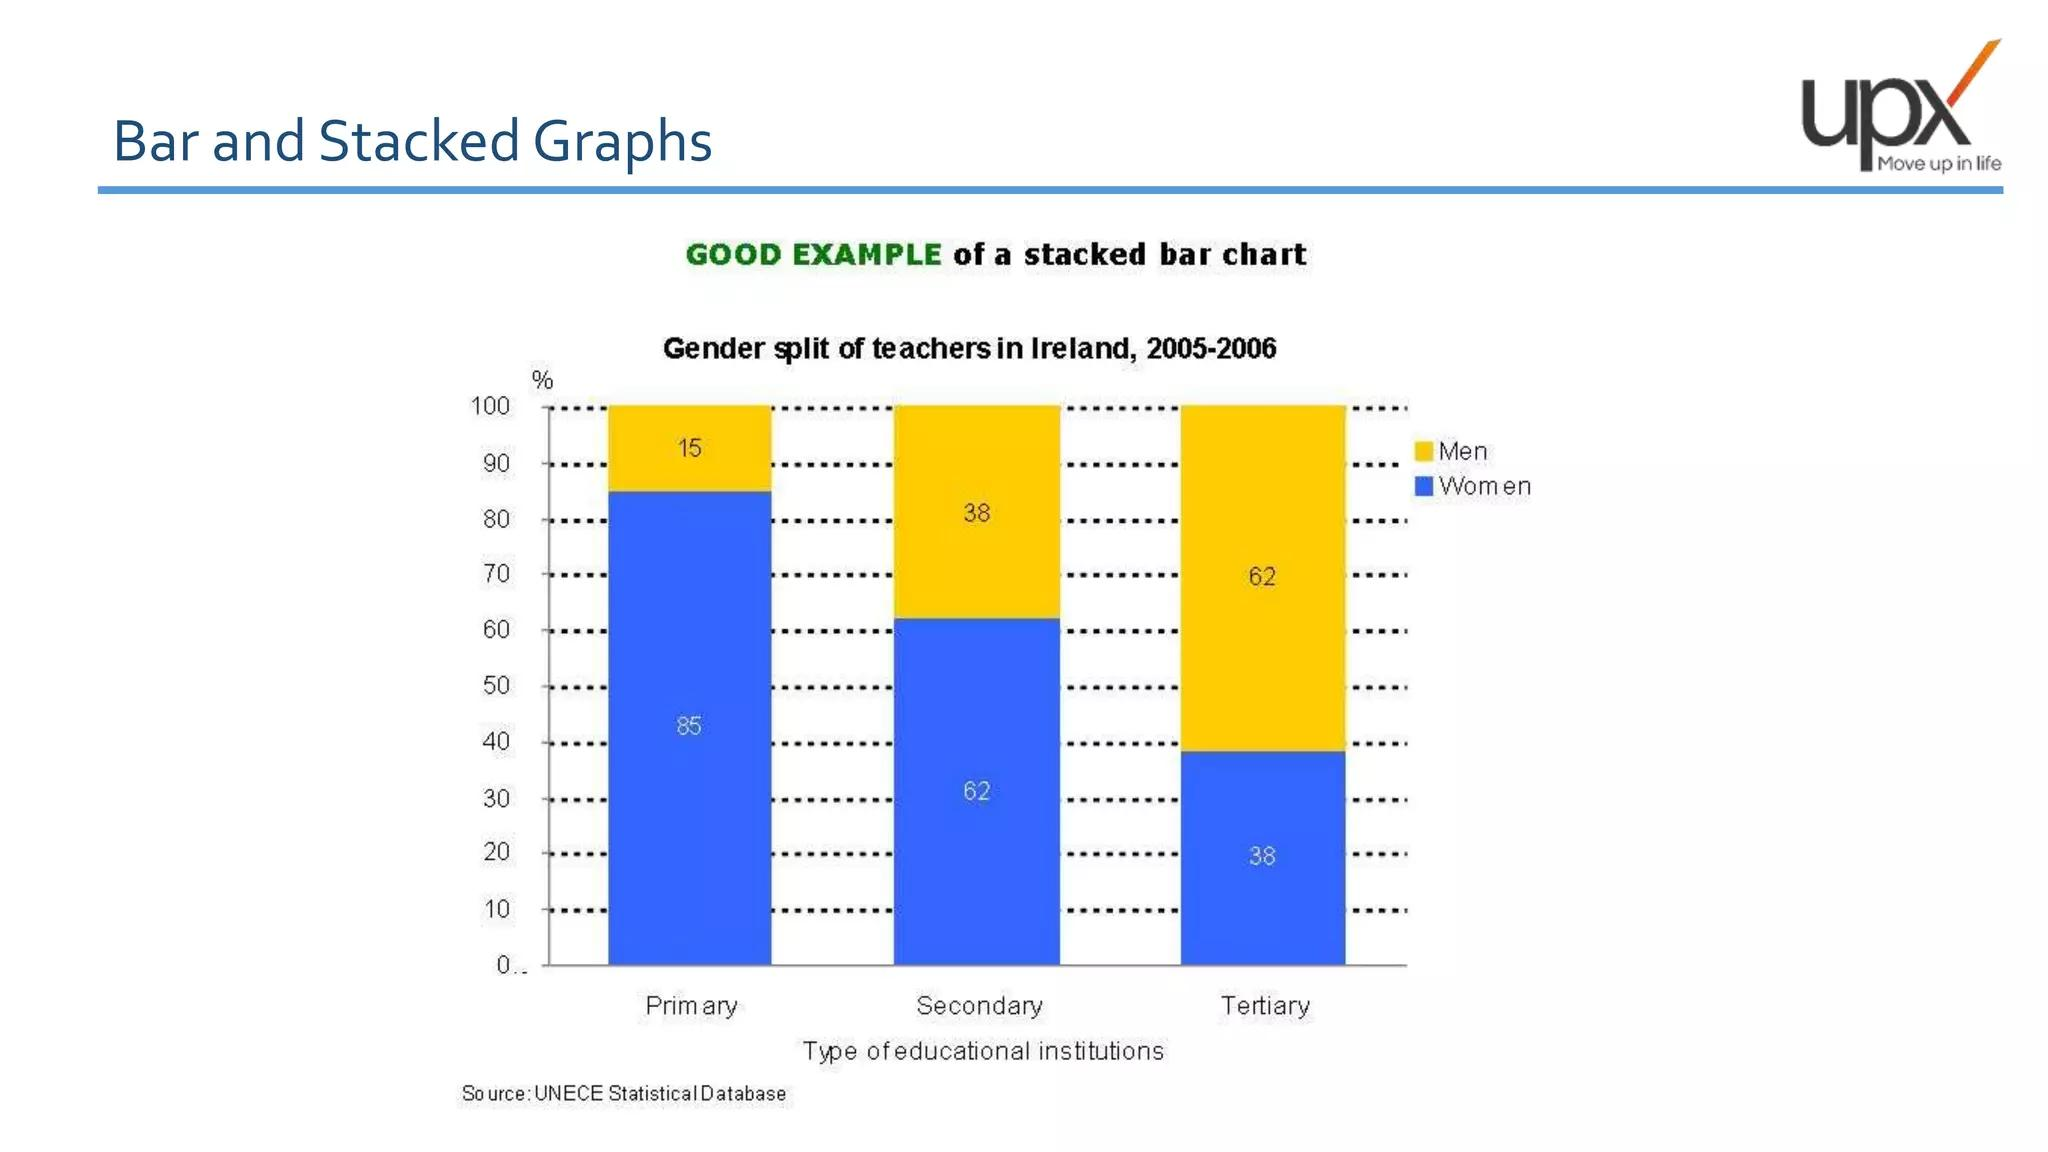 Bar and Stacked Graphs
upx
Move up in life
GOOD EXAMPLE of a stacked bar chart
Gender split of teachers in Ireland, 2005-2006
%
100
90
80
70
60
50
40
30
20
10
0
15
38
62
85
62
38
Men
Women
Primary
Secondary
Tertiary
Type of educational institutions
Source: UNECE Statistical Database